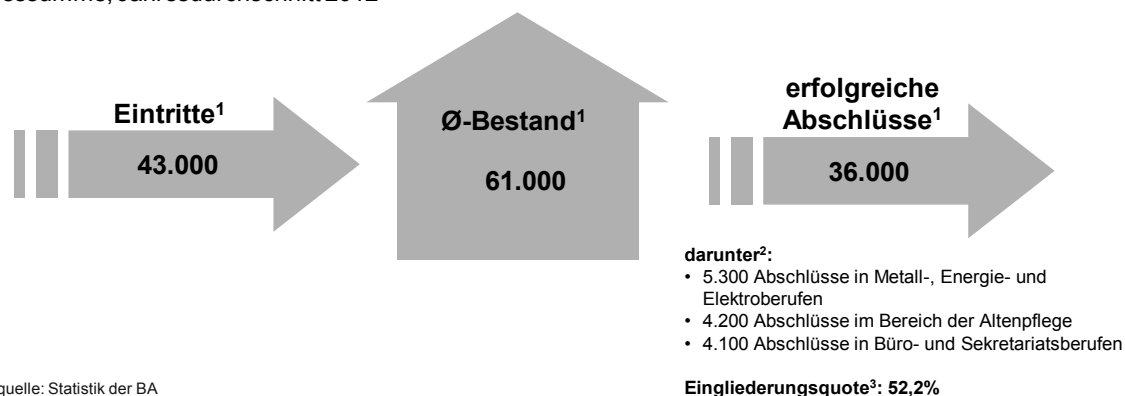 Jahresdurchschnitt 2012
Eintritte¹
43.000
Ø-Bestand¹
61.000
erfolgreiche
Abschlüsse¹
36.000
darunter²:
• 5.300 Abschlüsse in Metall-, Energie- und
Elektroberufen
• 4.200 Abschlüsse im Bereich der Altenpflege
• 4.100 Abschlüsse in Büro- und Sekretariatsberufen
quelle: Statistik der BA
Eingliederungsquote³: 52,2%